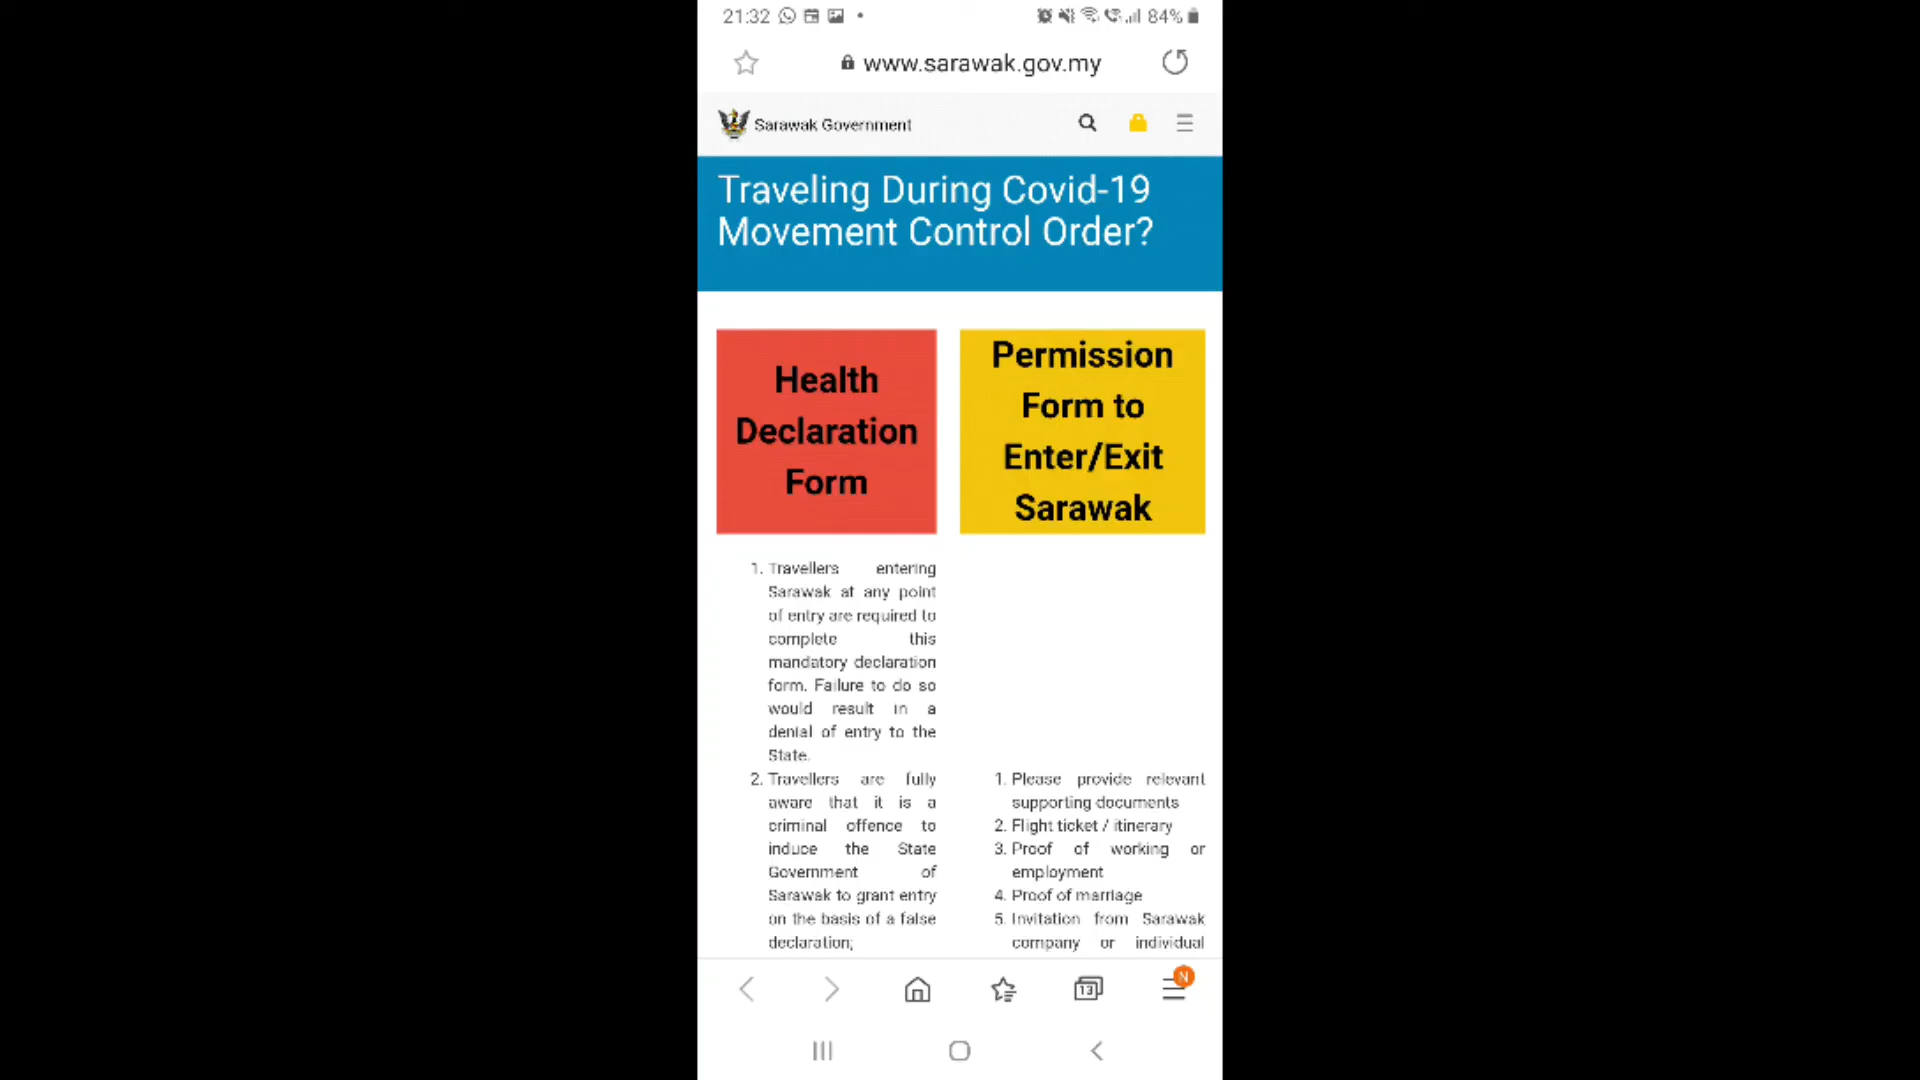 21:32 84%
www.sarawak.gov.my
Sarawak Government
Traveling During Covid-19
Movement Control Order?
Health
Declaration
Form
Permission
Form to
Enter/Exit
Sarawak
1. Travellers entering
Sarawak at any point
of entry are required to
complete this
mandatory declaration
form. Failure to do so
would result in a
denial of entry to the
State.
2. Travellers are fully
aware that it is a
criminal offence to
induce the State
Government of
Sarawak to grant entry
on the basis of a false
declaration;
1. Please provide relevant
supporting documents
2. Flight ticket / itinerary
3. Proof of working or
employment
4. Proof of marriage
5. Invitation from Sarawak
company or individual
13
N